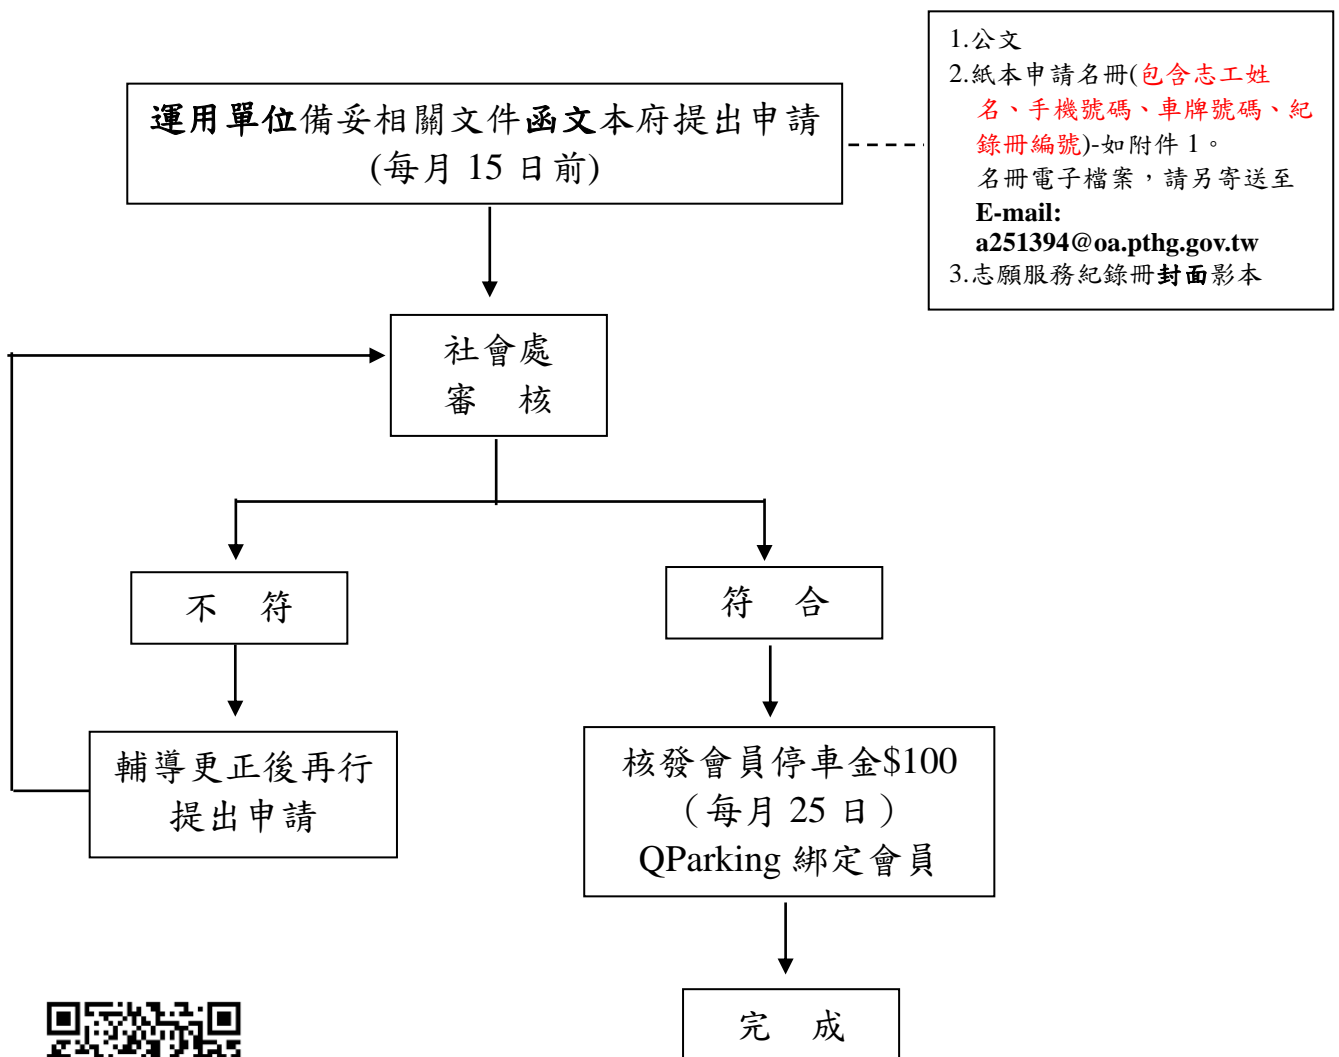 運用單位備妥相關文件函文本府提出申請
(每月 15 日前)
1.公文
2.紙本申請名冊(包含志工姓
名、手機號碼、車牌號碼、紀
錄冊編號)-如附件 1。
名冊電子檔案，請另寄送至
E-mail:
a251394@oa.pthg.gov.tw
3.志願服務紀錄冊封面影本
社會處
審 核
不 符
符 合
輔導更正後再行
提出申請
核發會員停車金$100
（每月 25 日）
QParking 綁定會員
完 成